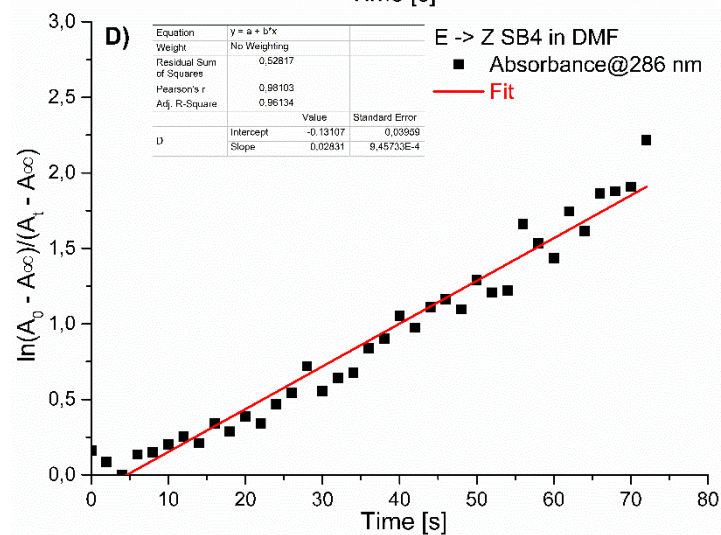 Time [s]
D)
Equation y = a + b*x
Weight No Weighting
Residual Sum of Squares 0,52817
Pearson's r 0,98103
Adj. R-Square 0,96134
Value Standard Error
D Intercept -0,13107 0,03959
Slope 0,02831 9,45733E-4
E -> Z SB4 in DMF
Absorbance@286 nm
Fit
ln(A0 - A∞)/(At - A∞)
3,0
2,5
2,0
1,5
1,0
0,5
0,0
0 10 20 30 40 50 60 70 80
Time [s]